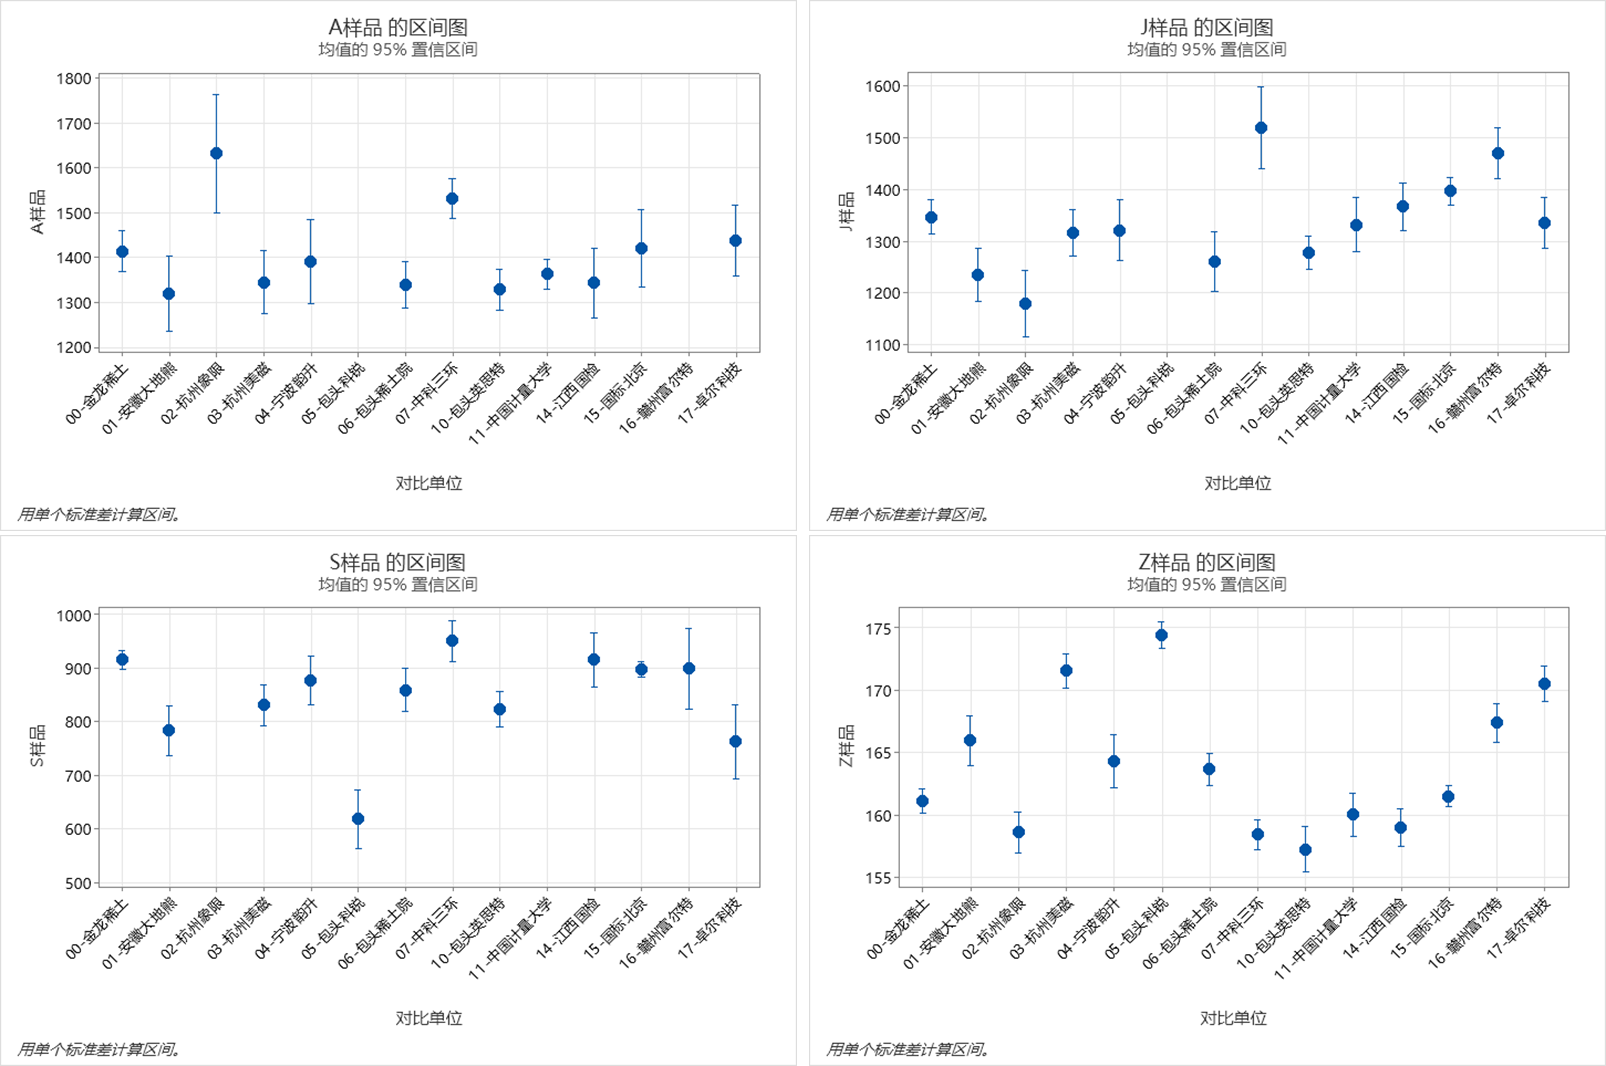 A样品 的区间图
均值的 95% 置信区间
A样品
1800
1700
1600
1500
1400
1300
1200
00-金龙稀土
01-安徽大地熊
02-杭州象限
03-杭州美磁
04-宁波韵升
05-包头科锐
06-包头稀土院
07-中科三环
10-包头英思特
11-中国计量大学
14-江西国检
15-国标北京
16-赣州富尔特
17-卓尔科技
对比单位
用单个标准差计算区间。
J样品 的区间图
均值的 95% 置信区间
J样品
1600
1500
1400
1300
1200
1100
00-金龙稀土
01-安徽大地熊
02-杭州象限
03-杭州美磁
04-宁波韵升
05-包头科锐
06-包头稀土院
07-中科三环
10-包头英思特
11-中国计量大学
14-江西国检
15-国标北京
16-赣州富尔特
17-卓尔科技
对比单位
用单个标准差计算区间。
S样品 的区间图
均值的 95% 置信区间
S样品
1000
900
800
700
600
500
00-金龙稀土
01-安徽大地熊
02-杭州象限
03-杭州美磁
04-宁波韵升
05-包头科锐
06-包头稀土院
07-中科三环
10-包头英思特
11-中国计量大学
14-江西国检
15-国标北京
16-赣州富尔特
17-卓尔科技
对比单位
用单个标准差计算区间。
Z样品 的区间图
均值的 95% 置信区间
Z样品
175
170
165
160
155
00-金龙稀土
01-安徽大地熊
02-杭州象限
03-杭州美磁
04-宁波韵升
05-包头科锐
06-包头稀土院
07-中科三环
10-包头英思特
11-中国计量大学
14-江西国检
15-国标北京
16-赣州富尔特
17-卓尔科技
对比单位
用单个标准差计算区间。